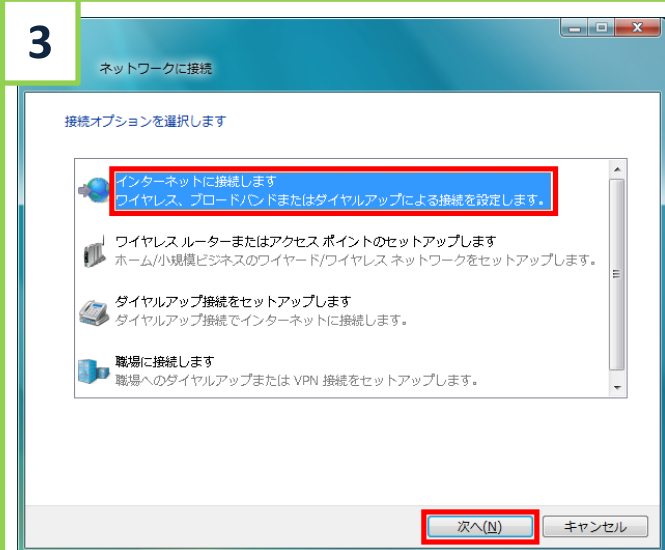 3
ネットワークに接続
接続オプションを選択します
インターネットに接続します
ワイヤレス、ブロードバンドまたはダイヤルアップによる接続を設定します。
ワイヤレス ルーターまたはアクセス ポイントのセットアップします
ホーム/小規模ビジネスのワイヤード/ワイヤレス ネットワークをセットアップします。
ダイヤルアップ接続をセットアップします
ダイヤルアップ接続でインターネットに接続します。
職場に接続します
職場へのダイヤルアップまたは VPN 接続をセットアップします。
次へ(N)
キャンセル